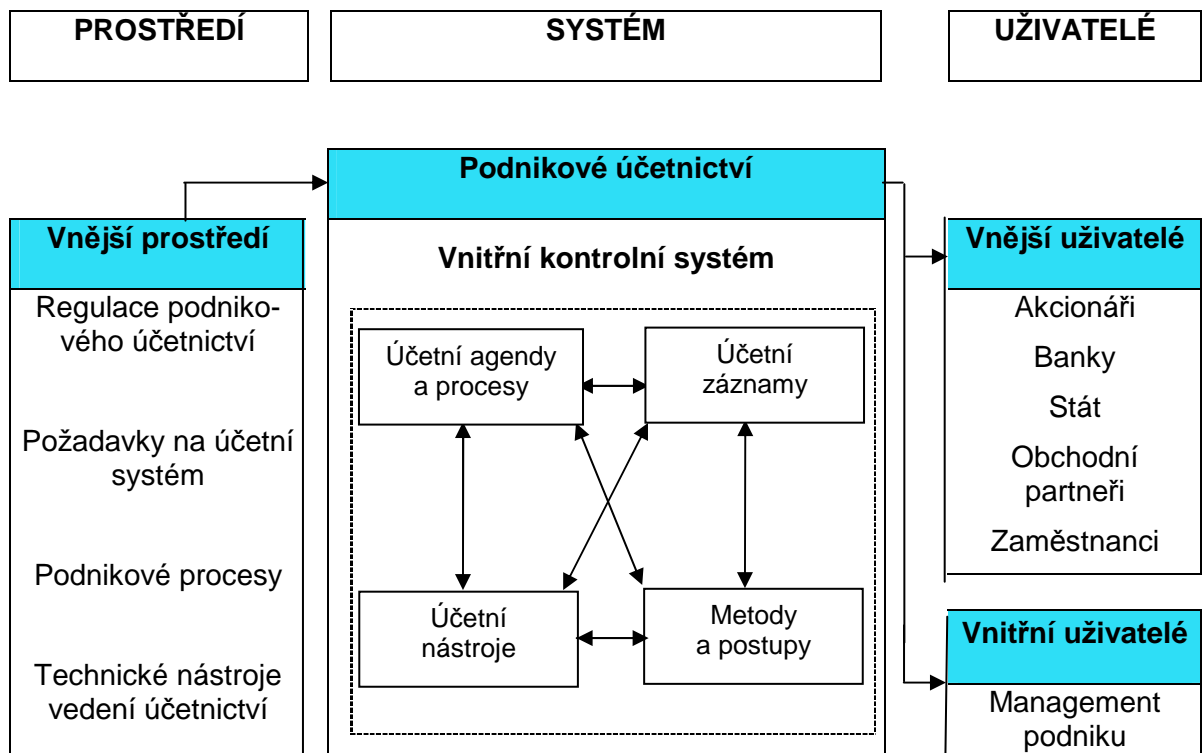 PROSTŘEDÍ
SYSTÉM
UŽIVATELÉ
Podnikové účetnictví
Vnější prostředí
Regulace podniko-
vého účetnictví
Požadavky na účetní
systém
Podnikové procesy
Technické nástroje
vedení účetnictví
Vnitřní kontrolní systém
Účetní agendy
a procesy
Účetní
záznamy
Účetní
nástroje
Metody
a postupy
Vnější uživatelé
Akcionáři
Banky
Stát
Obchodní
partneři
Zaměstnanci
Vnitřní uživatelé
Management
podniku